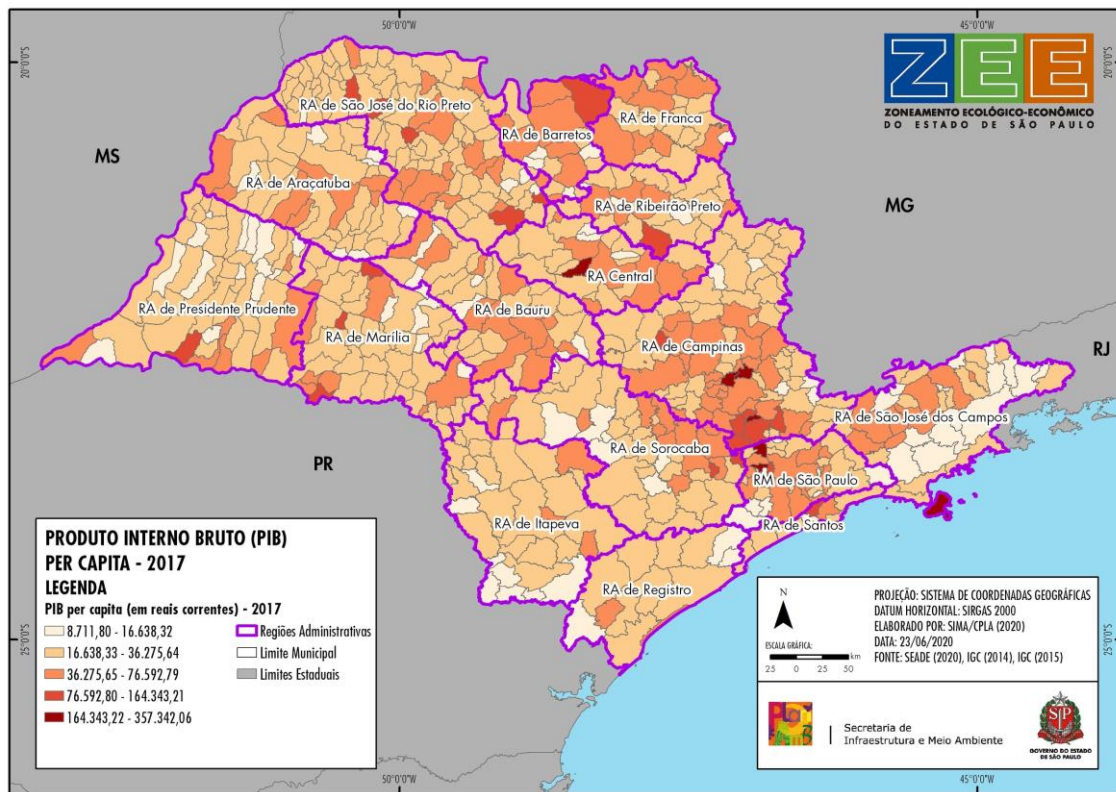 50°0'0"W
45°0'0"W
20°0'0"S
20°0'0"S
ZEE
ZONEAMENTO ECOLÓGICO-ECONÔMICO
DO ESTADO DE SÃO PAULO
RA de São José do Rio Preto
RA de Barretos
RA de Franca
MS
RA de Araçatuba
MG
RA de Ribeirão Preto
RA Central
RA de Presidente Prudente
RA de Bauru
RA de Marília
RA de Campinas
RJ
RA de São José dos Campos
RA de Sorocaba
PR
RM de São Paulo
RA de Itapeva
RA de Santos
RA de Registro
PRODUTO INTERNO BRUTO (PIB)
PER CAPITA - 2017
LEGENDA
PIB per capita (em reais correntes) - 2017
8.711,80 - 16.638,32
16.638,33 - 36.275,64
36.275,65 - 76.592,79
76.592,80 - 164.343,21
164.343,22 - 357.342,06
Regiões Administrativas
Limite Municipal
Limites Estaduais
N
ESCALA GRÁFICA:
25 0 25 50
km
PROJEÇÃO: SISTEMA DE COORDENADAS GEOGRÁFICAS
DATUM HORIZONTAL: SIRGAS 2000
ELABORADO POR: SIMA/CPLA (2020)
DATA: 23/06/2020
FONTE: SEADE (2020), IGC (2014), IGC (2015)
25°0'0"S
25°0'0"S
Secretaria de
Infraestrutura e Meio Ambiente
SP
GOVERNO DO ESTADO
DE SÃO PAULO
50°0'0"W
45°0'0"W